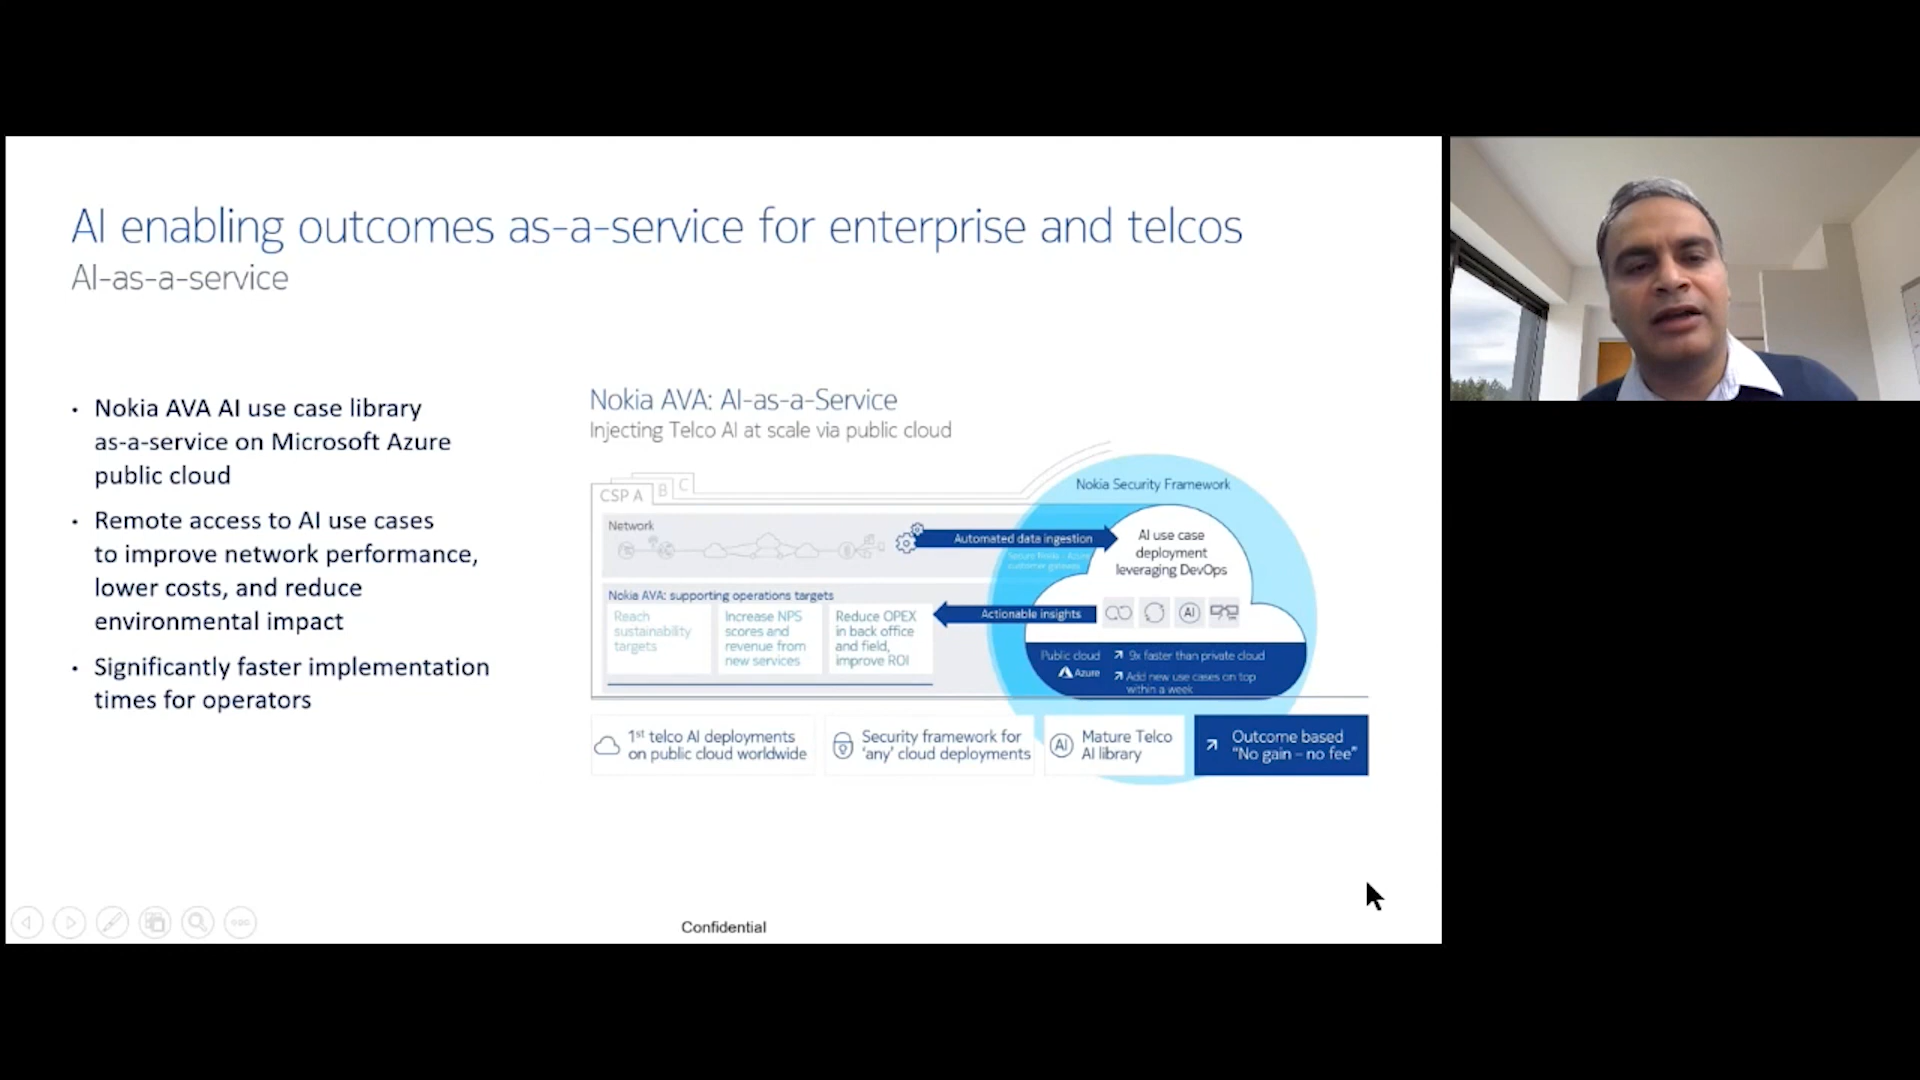 AI enabling outcomes as-a-service for enterprise and telcos
AI-as-a-service
• Nokia AVA AI use case library
as-a-service on Microsoft Azure
public cloud
• Remote access to AI use cases
to improve network performance,
lower costs, and reduce
environmental impact
• Significantly faster implementation
times for operators
Nokia AVA: AI-as-a-Service
Injecting Telco AI at scale via public cloud
CSP A
B
C
Nokia Security Framework
Network
Automated data ingestion
Secure Nokia - Azure
customer gateway
AI use case
deployment
leveraging DevOps
Nokia AVA: supporting operations targets
Reach
sustainability
targets
Increase NPS
scores and
revenue from
new services
Reduce OPEX
in back office
and field,
improve ROI
Actionable insights
AI
Public cloud
Azure
9x faster than private cloud
Add new use cases on top
within a week
1st telco AI deployments
on public cloud worldwide
Security framework for
'any' cloud deployments
AI
Mature Telco
AI library
Outcome based
"No gain – no fee"
Confidential